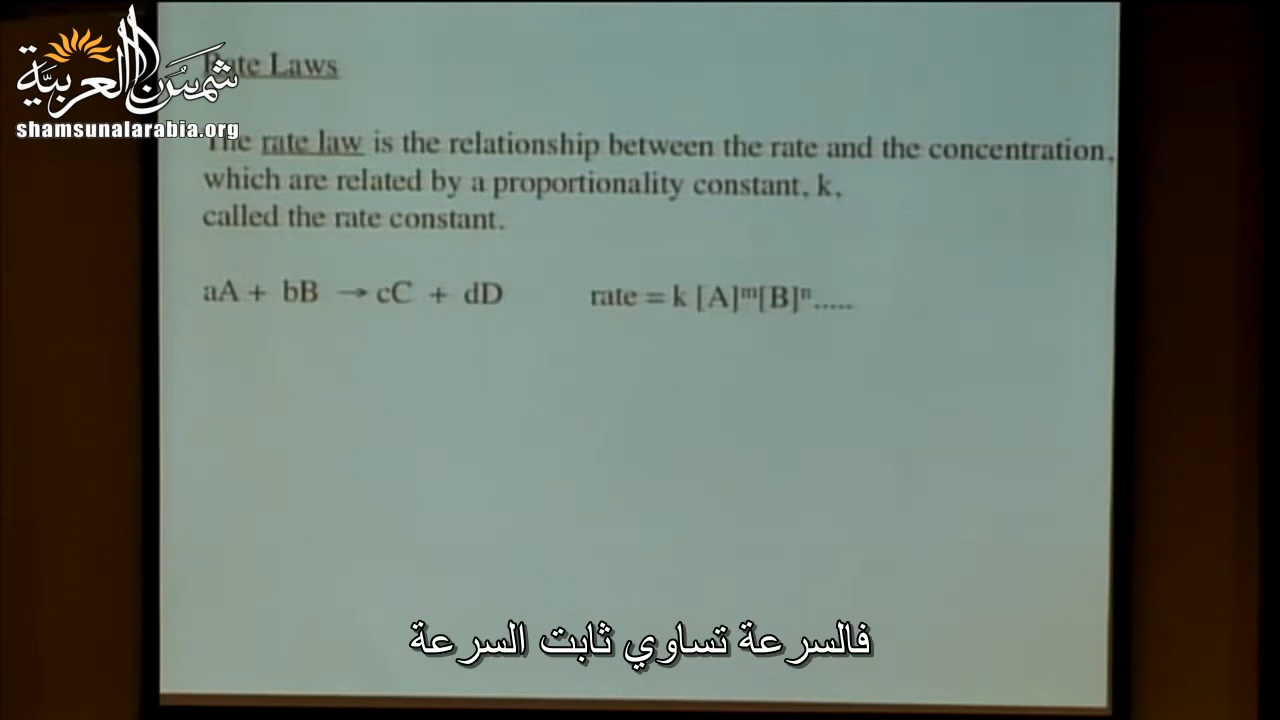 شمس العربية
shamsunalarabia.org
Rate Laws
The rate law is the relationship between the rate and the concentration,
which are related by a proportionality constant, k,
called the rate constant.
aA + bB → cC + dD rate = k [A]ᵐ[B]ⁿ.....
فالسرعة تساوي ثابت السرعة